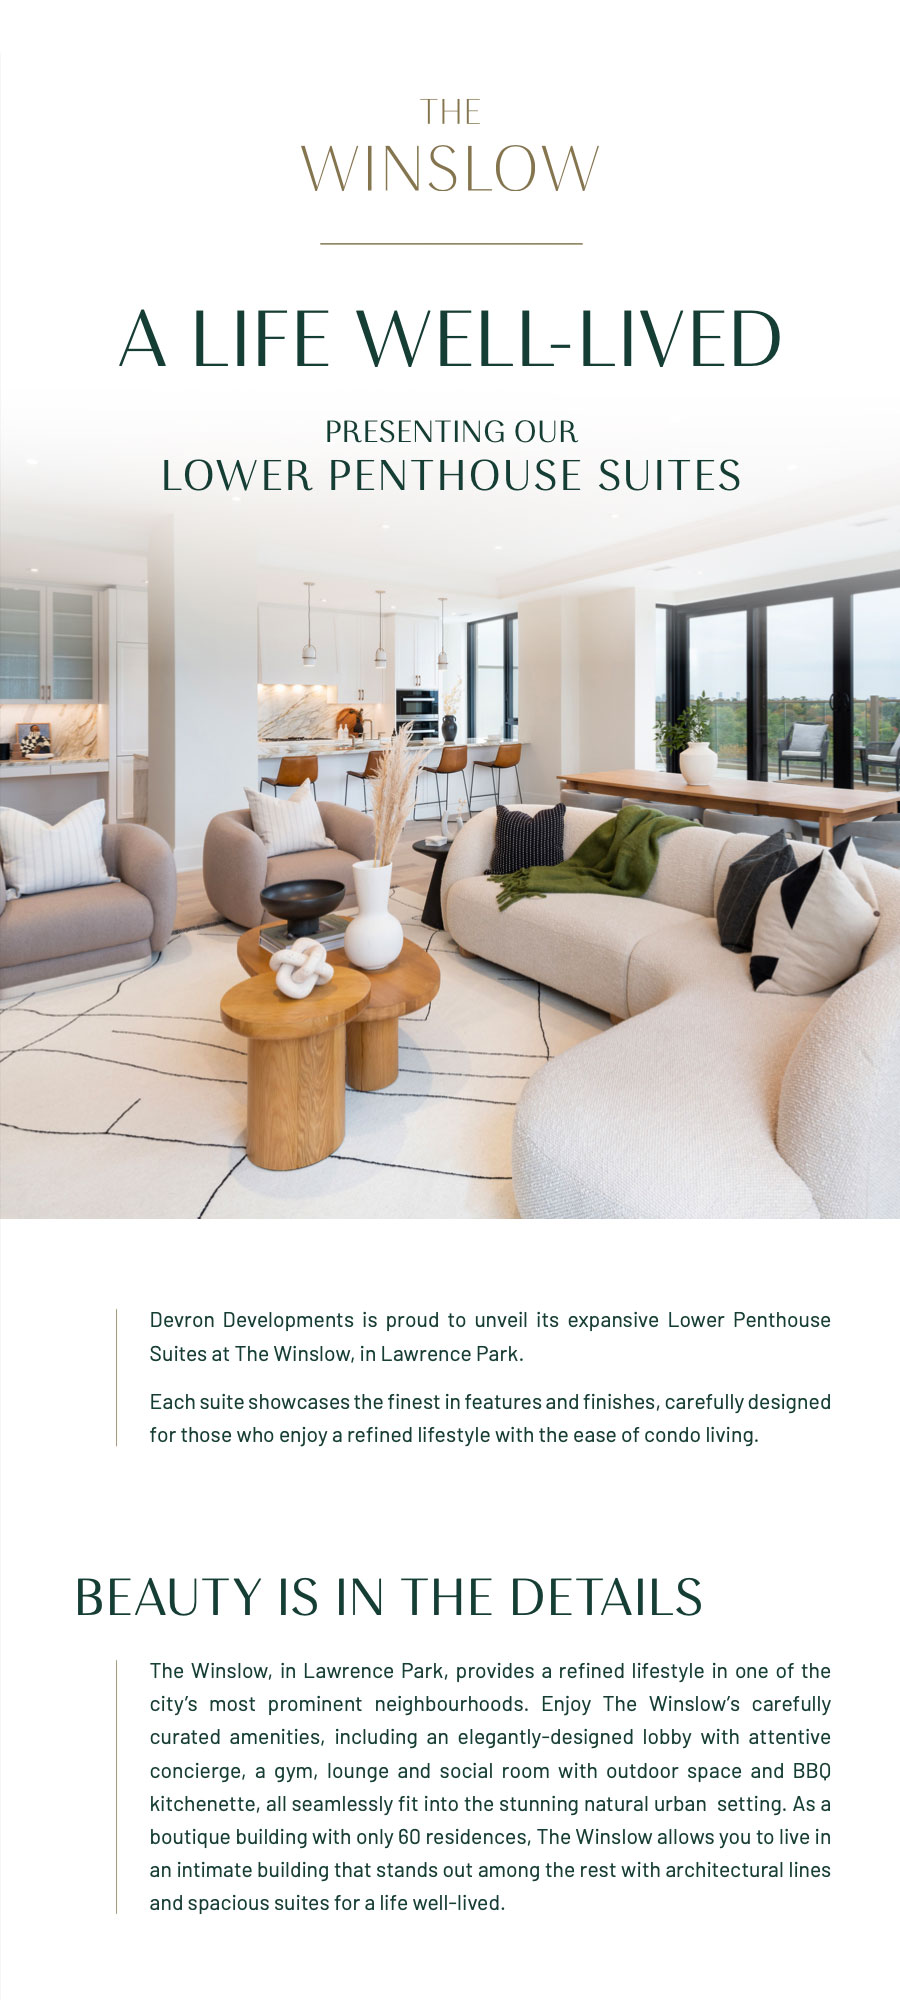 THE
WINSLOW
A LIFE WELL-LIVED
PRESENTING OUR
LOWER PENTHOUSE SUITES
Devron Developments is proud to unveil its expansive Lower Penthouse
Suites at The Winslow, in Lawrence Park.
Each suite showcases the finest in features and finishes, carefully designed
for those who enjoy a refined lifestyle with the ease of condo living.
BEAUTY IS IN THE DETAILS
The Winslow, in Lawrence Park, provides a refined lifestyle in one of the
city’s most prominent neighbourhoods. Enjoy The Winslow’s carefully
curated amenities, including an elegantly-designed lobby with attentive
concierge, a gym, lounge and social room with outdoor space and BBQ
kitchenette, all seamlessly fit into the stunning natural urban setting. As a
boutique building with only 60 residences, The Winslow allows you to live in
an intimate building that stands out among the rest with architectural lines
and spacious suites for a life well-lived.